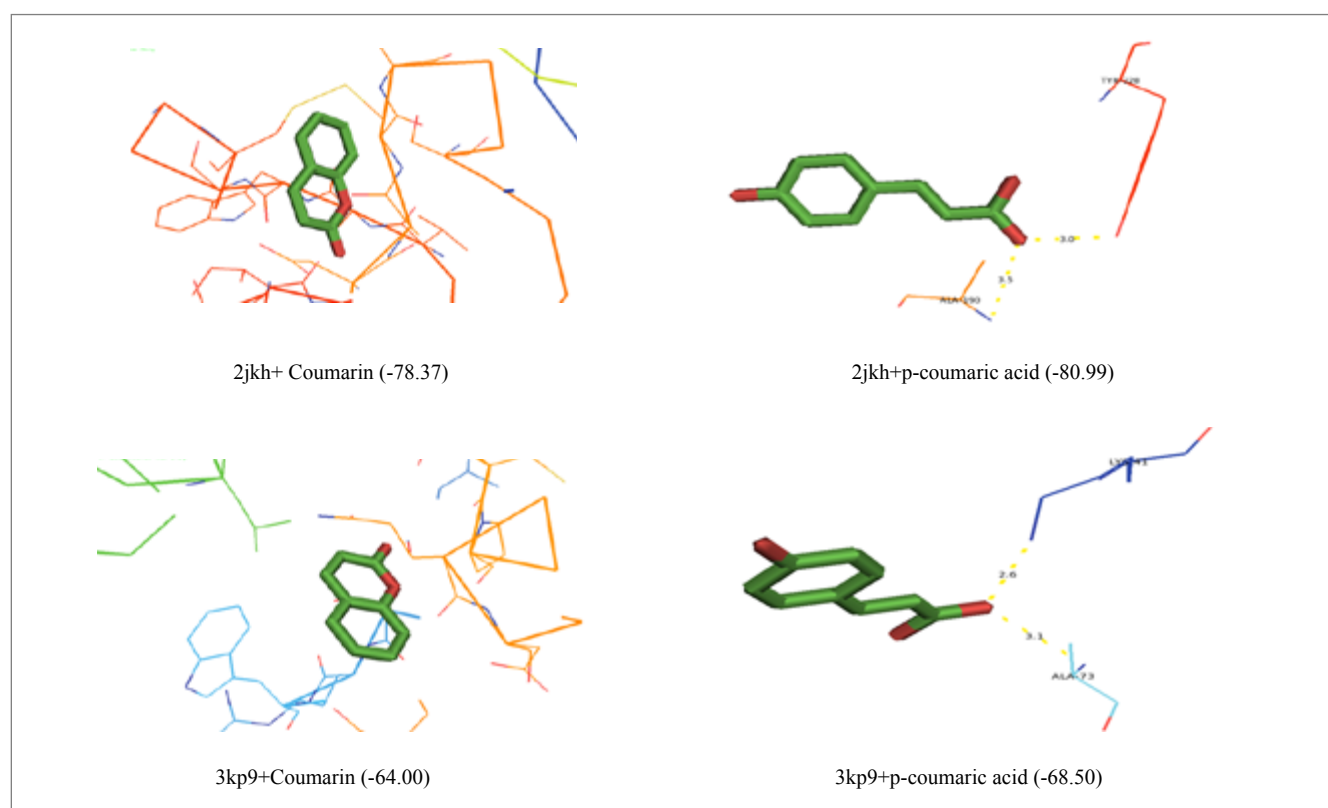 3.0
3.5
2jkh+ Coumarin (-78.37)
2jkh+p-coumaric acid (-80.99)
2.6
3.1
ALA-73
3kp9+Coumarin (-64.00)
3kp9+p-coumaric acid (-68.50)